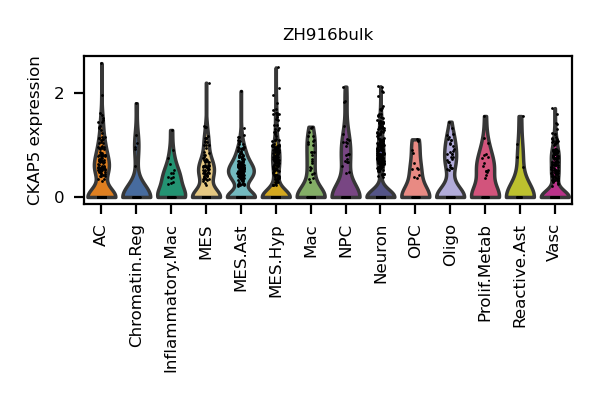 ZH916bulk
CKAP5 expression
2
0
AC
Chromatin.Reg
Inflammatory.Mac
MES
MES.Ast
MES.Hyp
Mac
NPC
Neuron
OPC
Oligo
Prolif.Metab
Reactive.Ast
Vasc